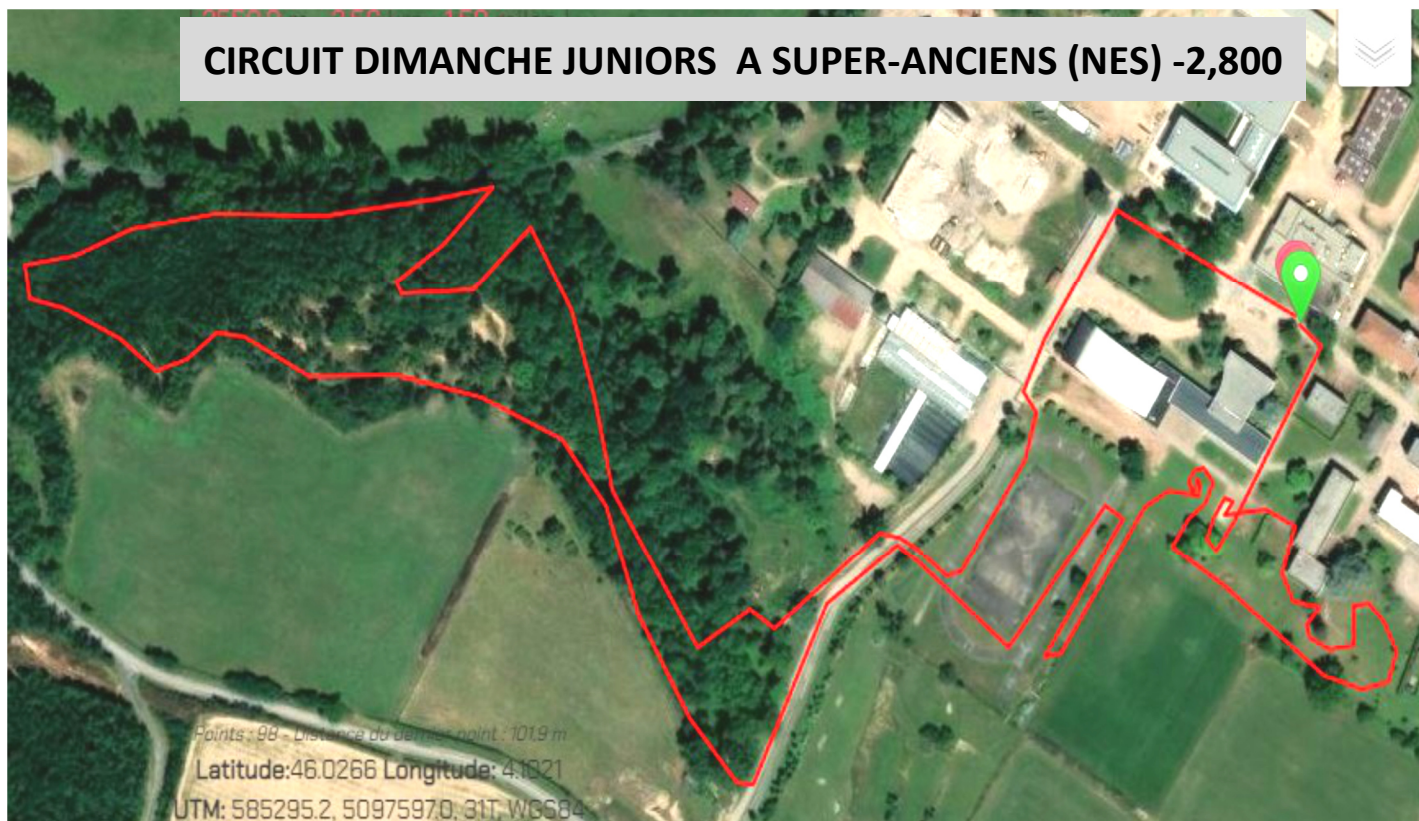 CIRCUIT DIMANCHE JUNIORS A SUPER-ANCIENS (NES) -2,800
Points : 98 - Distance du dernier point : 101,9 m
Latitude:46.0266 Longitude: 4.1021
UTM: 585295.2, 5097597.0, 31T, WGS84